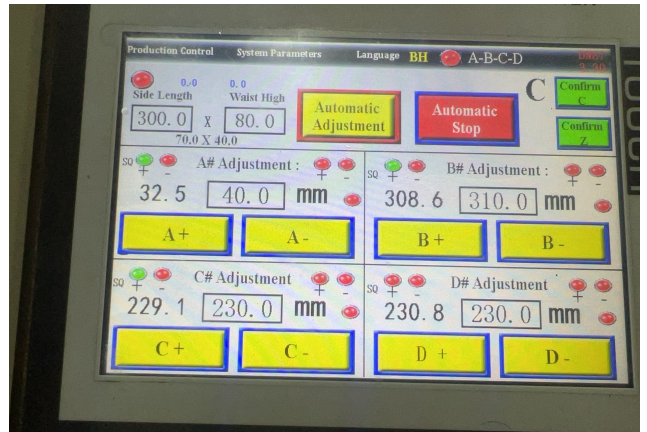 Production Control System Parameters Language BH A-B-C-D
0.0 0.0
Side Length Waist High
300.0 X 80.0
70.0 X 40.0
Automatic
Adjustment
Automatic
Stop
C
Confirm
C
Confirm
Z
SQ A# Adjustment :
+ - + -
32.5 40.0 mm
A+ A-
SQ B# Adjustment :
+ - + -
308.6 310.0 mm
B+ B-
SQ C# Adjustment
+ - + -
229.1 230.0 mm
C+ C-
SQ D# Adjustment
+ - + -
230.8 230.0 mm
D + D-